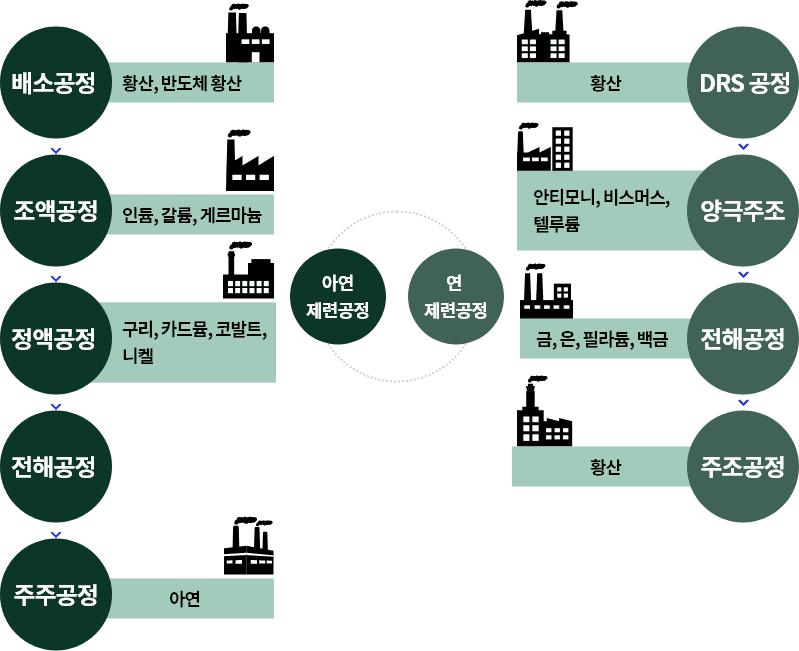 배소공정
황산, 반도체 황산
조액공정
인듐, 갈륨, 게르마늄
정액공정
구리, 카드뮴, 코발트,
니켈
전해공정
주주공정
아연
아연
제련공정
연
제련공정
황산
DRS 공정
안티모니, 비스머스,
텔루륨
양극주조
금, 은, 필라듐, 백금
전해공정
황산
주조공정